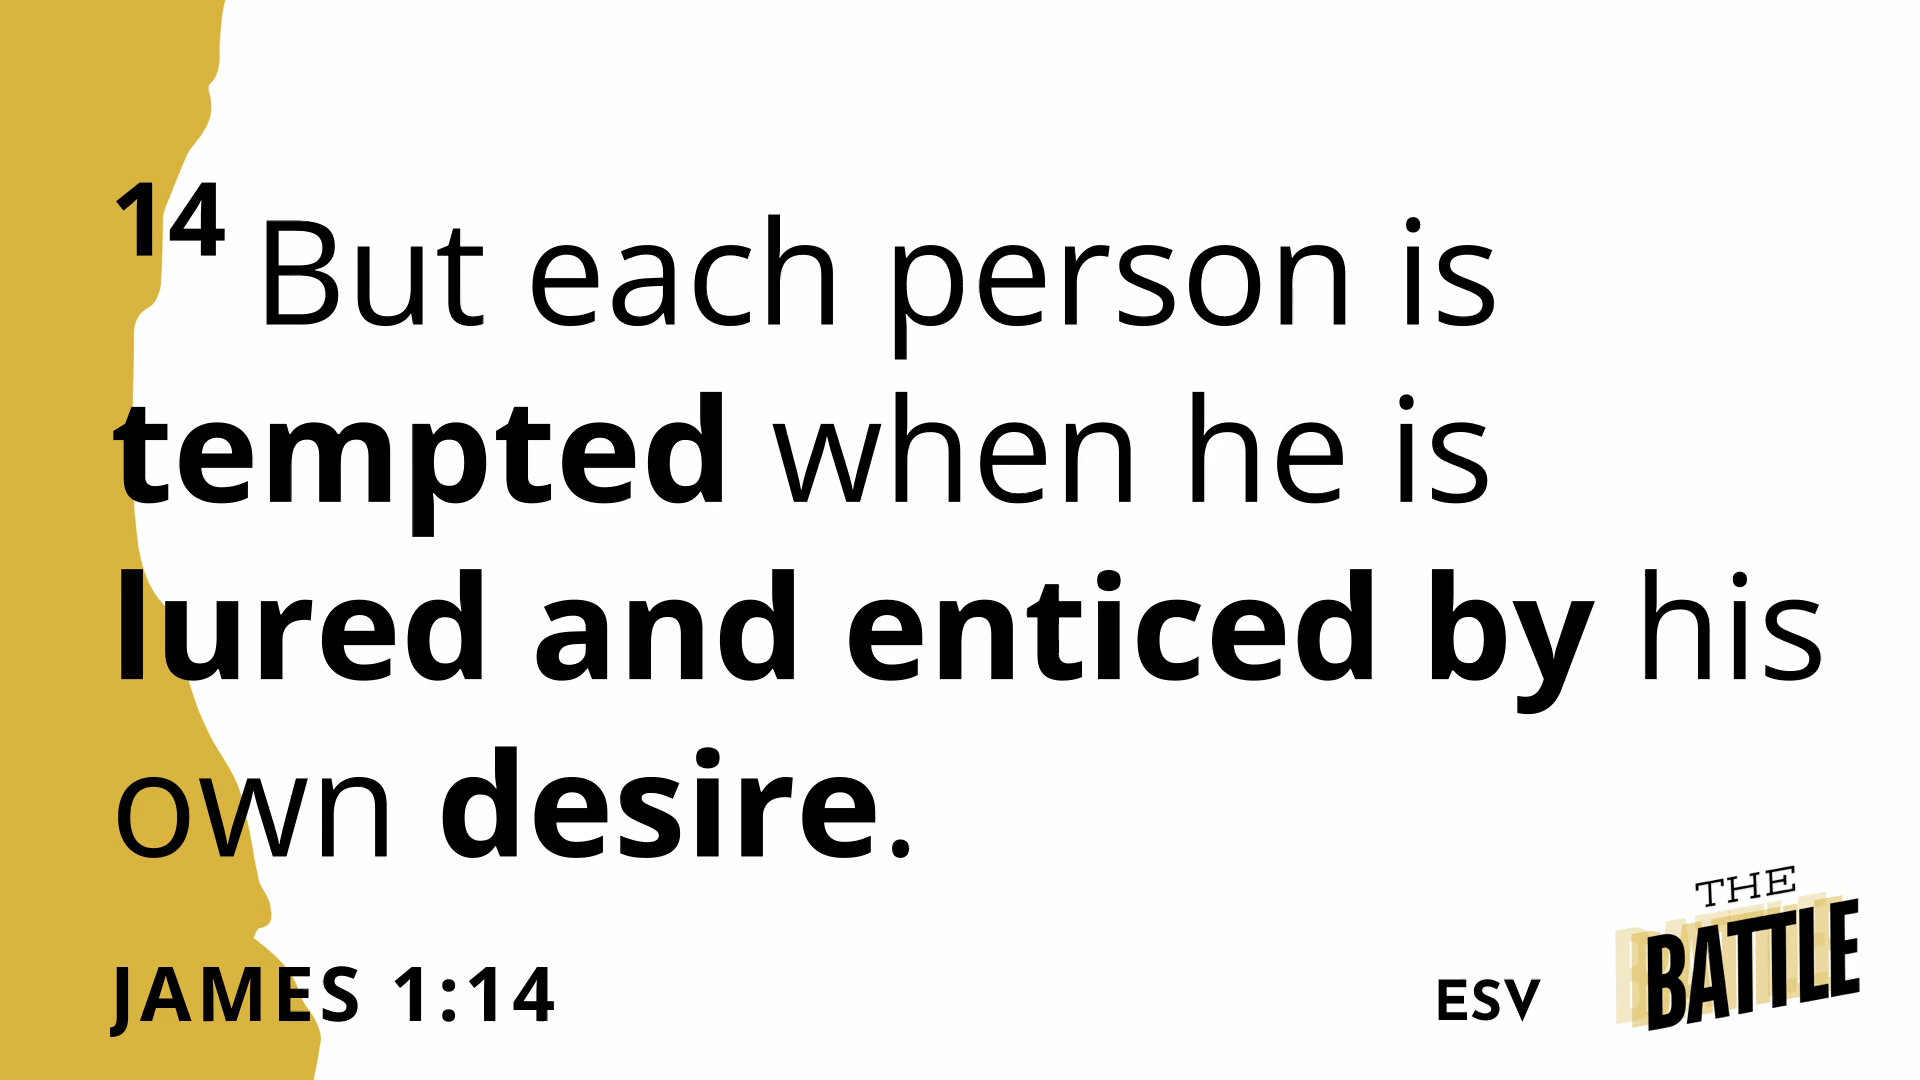 14 But each person is
tempted when he is
lured and enticed by his
own desire.
JAMES 1:14
ESV
THE
BATTLE